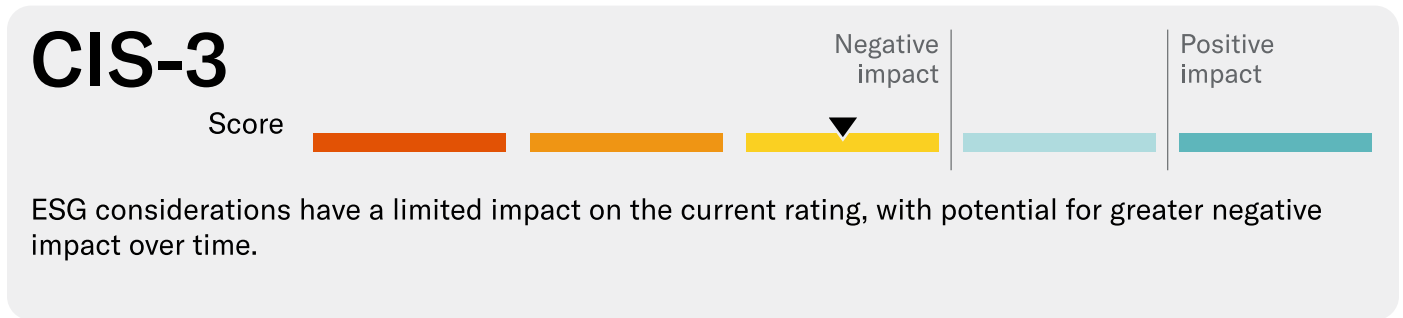 CIS-3
Negative
impact
Positive
impact
Score
ESG considerations have a limited impact on the current rating, with potential for greater negative
impact over time.